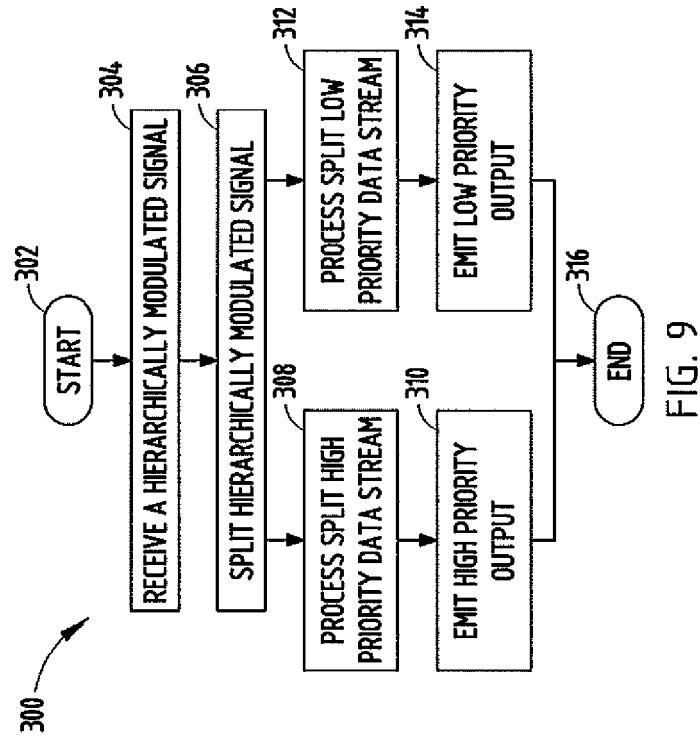 300
302
START
304
RECEIVE A HIERARCHICALLY MODULATED SIGNAL
306
SPLIT HIERARCHICALLY MODULATED SIGNAL
308
PROCESS SPLIT HIGH
PRIORITY DATA STREAM
312
PROCESS SPLIT LOW
PRIORITY DATA STREAM
310
EMIT HIGH PRIORITY
OUTPUT
314
EMIT LOW PRIORITY
OUTPUT
316
END
FIG. 9